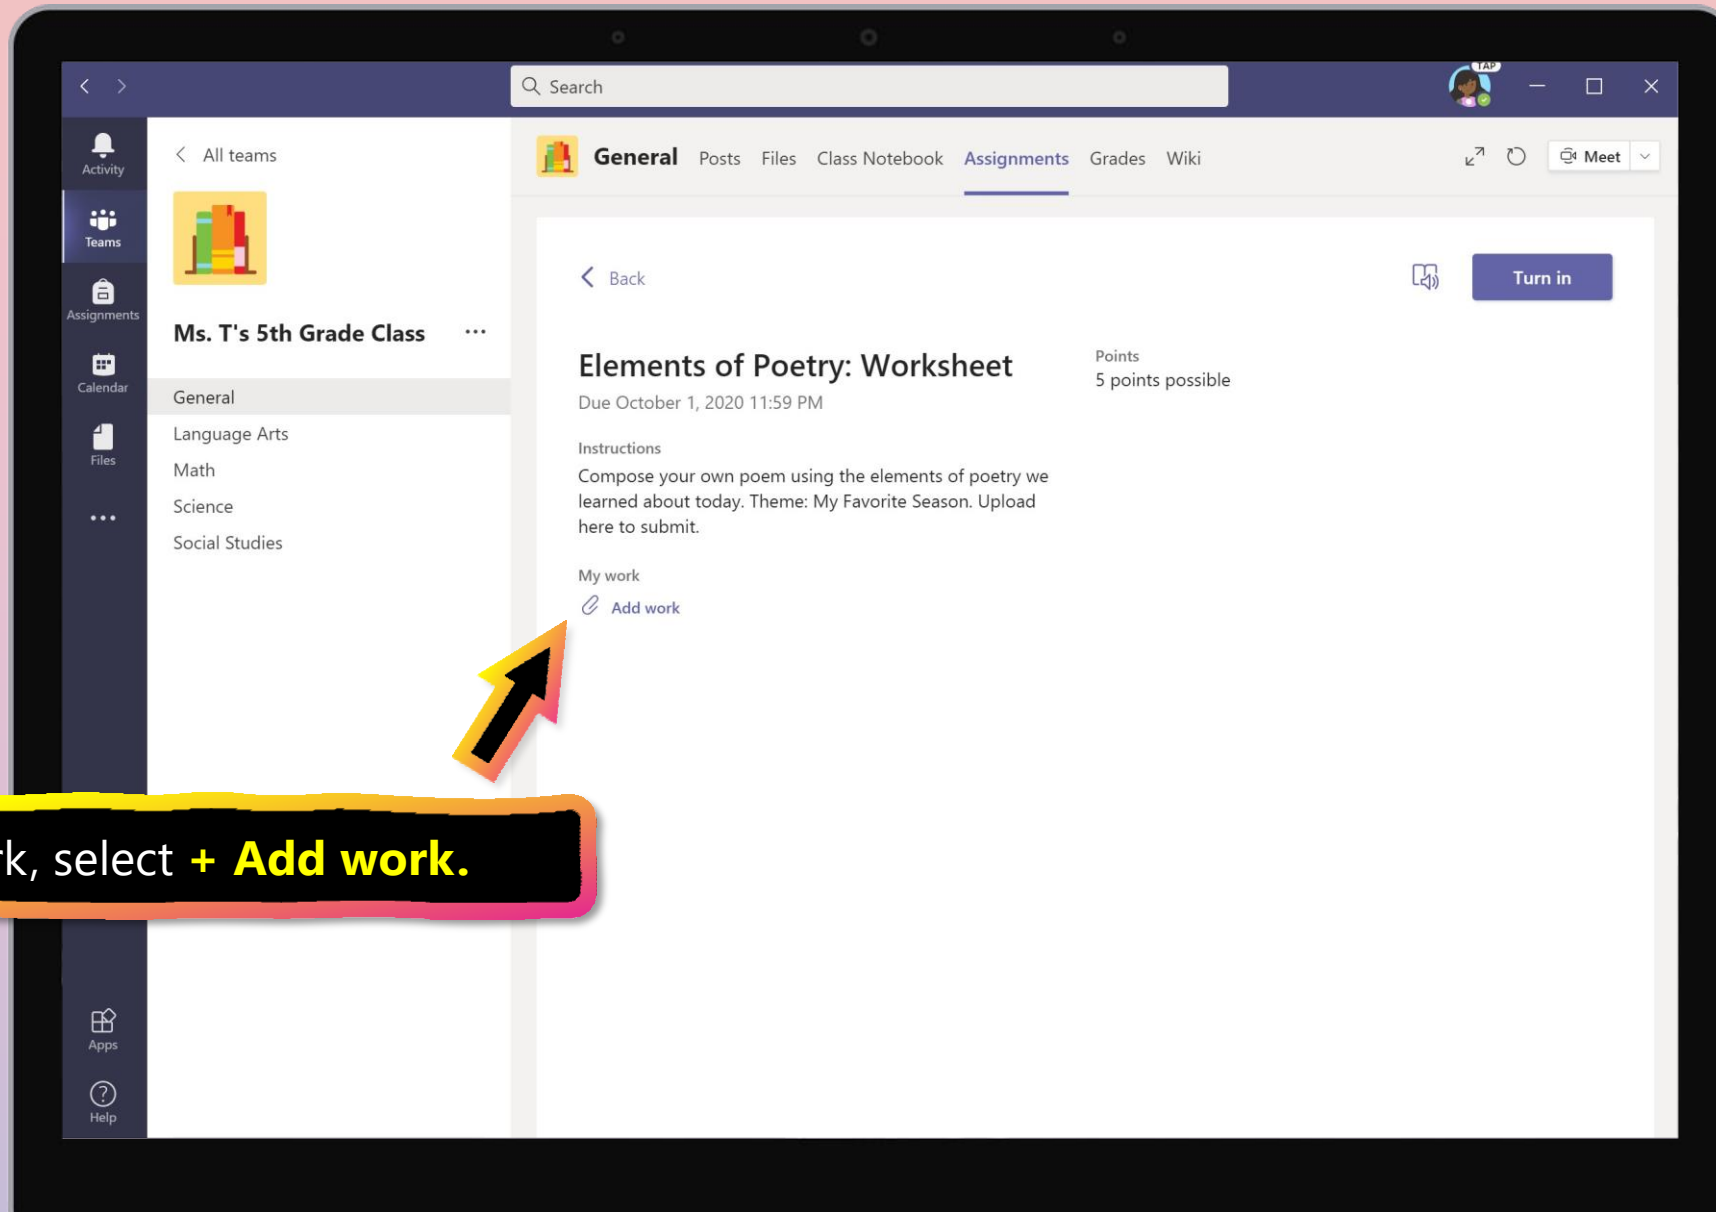 Search
TAP
Activity
Teams
Assignments
Calendar
Files
Apps
Help
All teams
Ms. T's 5th Grade Class
General
Language Arts
Math
Science
Social Studies
General Posts Files Class Notebook Assignments Grades Wiki
Meet
Back
Turn in
Elements of Poetry: Worksheet
Due October 1, 2020 11:59 PM
Points
5 points possible
Instructions
Compose your own poem using the elements of poetry we
learned about today. Theme: My Favorite Season. Upload
here to submit.
My work
Add work
select + Add work.